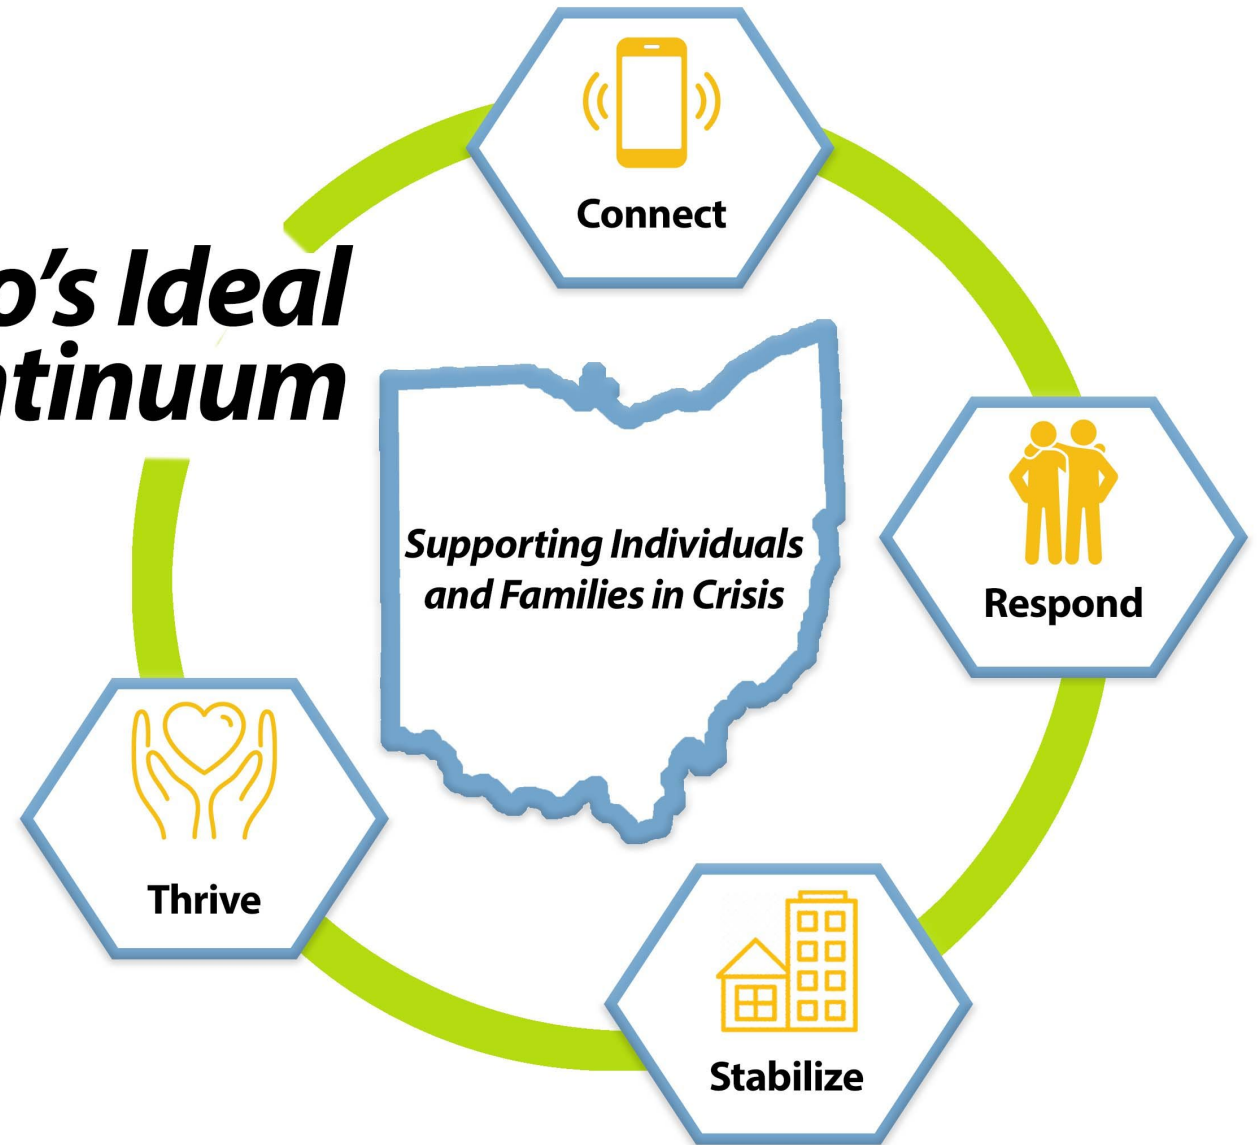 o's Ideal
ntinuum
Connect
Supporting Individuals
and Families in Crisis
Respond
Thrive
Stabilize